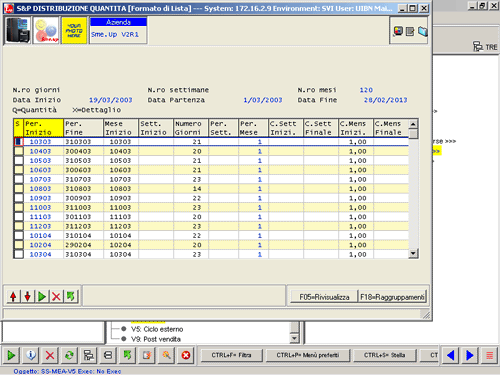 S&P DISTRIBUZIONE QUANTITA [Formato di Lista] --- System: 172.16.2.9 Environment: SVI User: UIBN Mai...
YOUR PHOTO HERE
Azienda
Sme.Up V2R1
TRE
N.ro giorni N.ro settimane N.ro mesi 120
Data Inizio 19/03/2003 Data Partenza 1/03/2003 Data Fine 28/02/2013
Q=Quantità >=Dettaglio
S Per. Inizio Per. Fine Mese Inizio Sett. Inizio Numero Giorni Per. Sett. Per. Mese C.Sett Inizi. C.Sett Finale C.Mens Inizi. C.Mens Finale
10303 310303 10303 21 1 1,00
10403 300403 10403 20 1 1,00
10503 310503 10503 21 1 1,00
10603 300603 10603 21 1 1,00
10703 310703 10703 23 1 1,00
10803 310803 10803 14 1 1,00
10903 300903 10903 22 1 1,00
11003 311003 11003 23 1 1,00
11103 301103 11103 20 1 1,00
11203 311203 11203 23 1 1,00
10104 310104 10104 22 1 1,00
10204 290204 10204 20 1 1,00
10304 310304 10304 23 1 1,00
rse >>>
>>
F05=Rivisualizza F18=Raggruppamenti
V5: Ciclo esterno
V9: Post vendita
CTRL+F= Filtra CTRL+P= Menù preferiti CTRL+S= Stella CT
Oggetto: SS-MEA-V5 Exec: No Exec